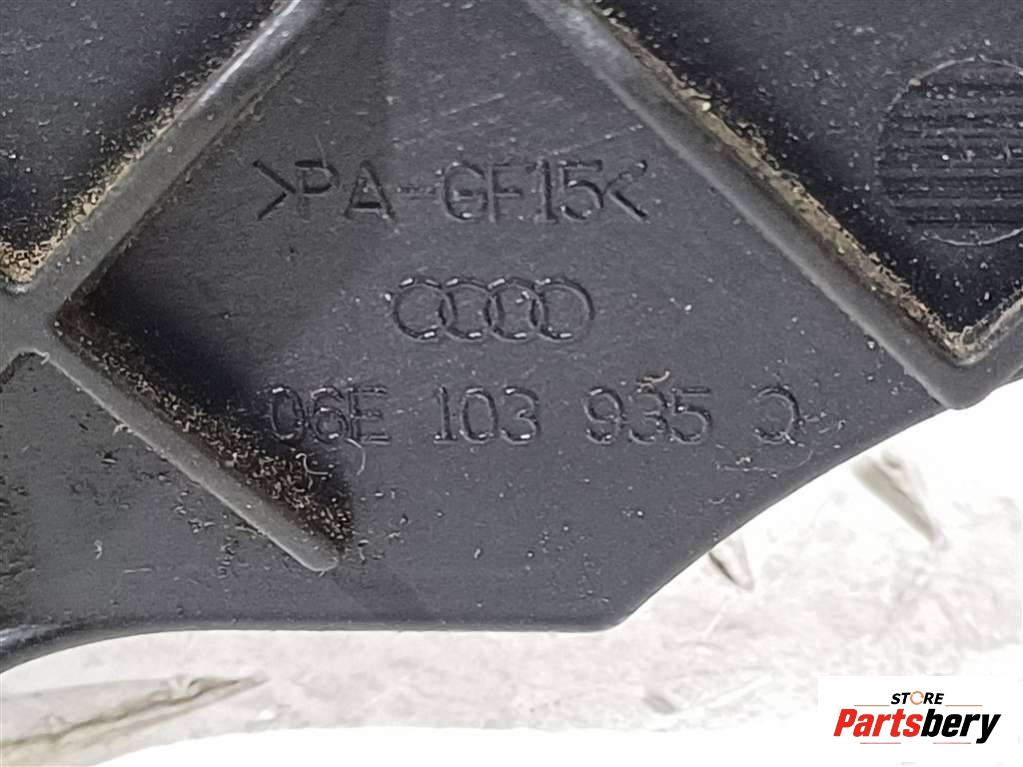 >PA-GF15<
06E 103 935 Q
STORE
Partsbery